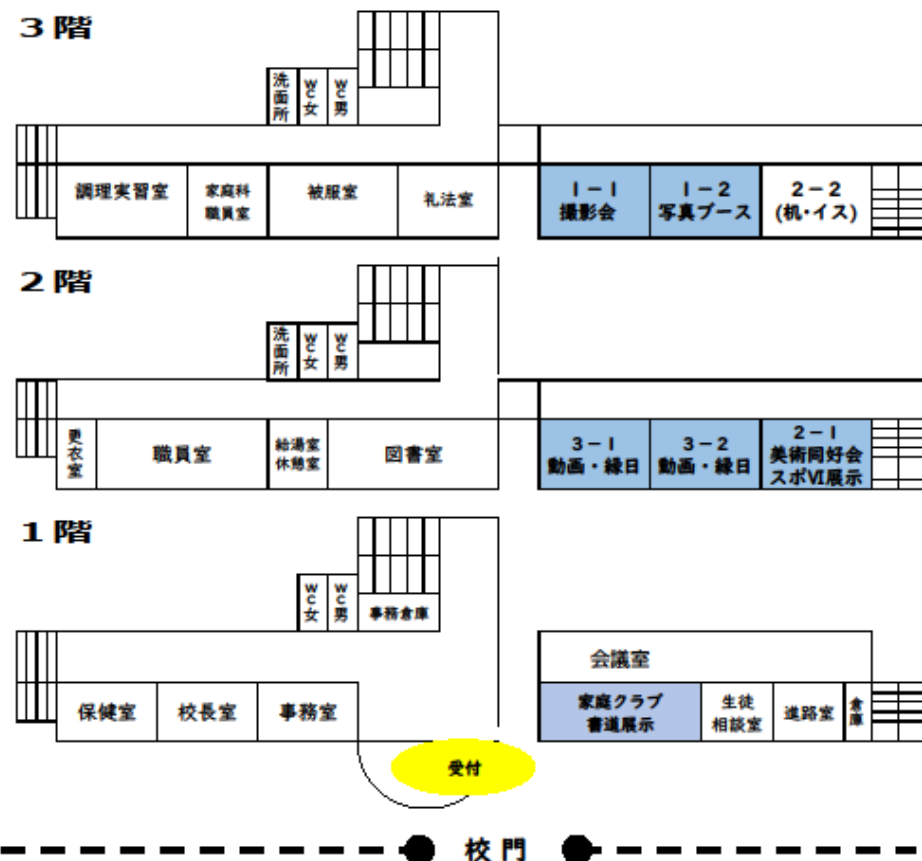 3階
洗面所
WC女
WC男
調理実習室
家庭科
職員室
被服室
礼法室
1-1
撮影会
1-2
写真ブース
2-2
(机・イス)
2階
洗面所
WC女
WC男
更衣室
職員室
給湯室
休憩室
図書室
3-1
動画・縁日
3-2
動画・縁日
2-1
美術同好会
スポⅥ展示
1階
WC女
WC男
事務倉庫
保健室
校長室
事務室
会議室
家庭クラブ
書道展示
生徒
相談室
進路室
倉庫
受付
校門